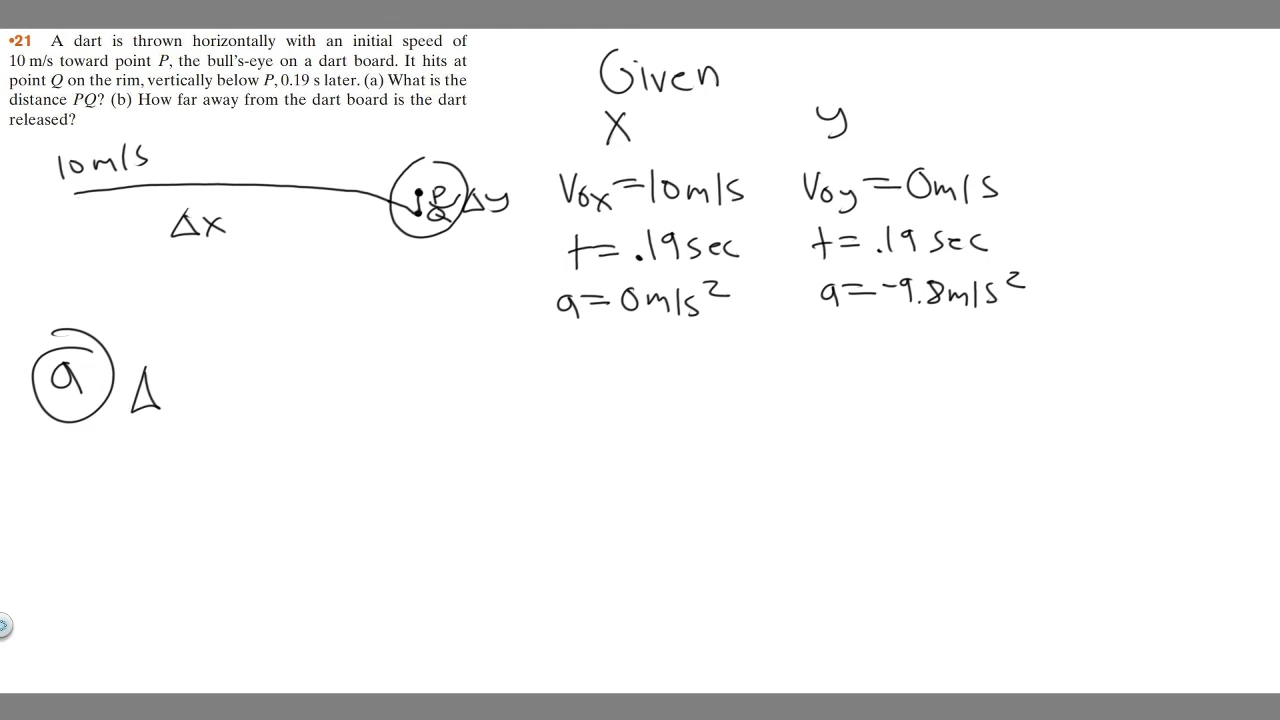 •21 A dart is thrown horizontally with an initial speed of
10 m/s toward point P, the bull's-eye on a dart board. It hits at
point Q on the rim, vertically below P, 0.19 s later. (a) What is the
distance PQ? (b) How far away from the dart board is the dart
released?
Given
X y
10 m/s
P
Q
Δy
Δx
Vox=10m/s Voy=0m/s
t=.19sec t=.19 sec
a=0m/s² a=-9.8m/s²
a Δ